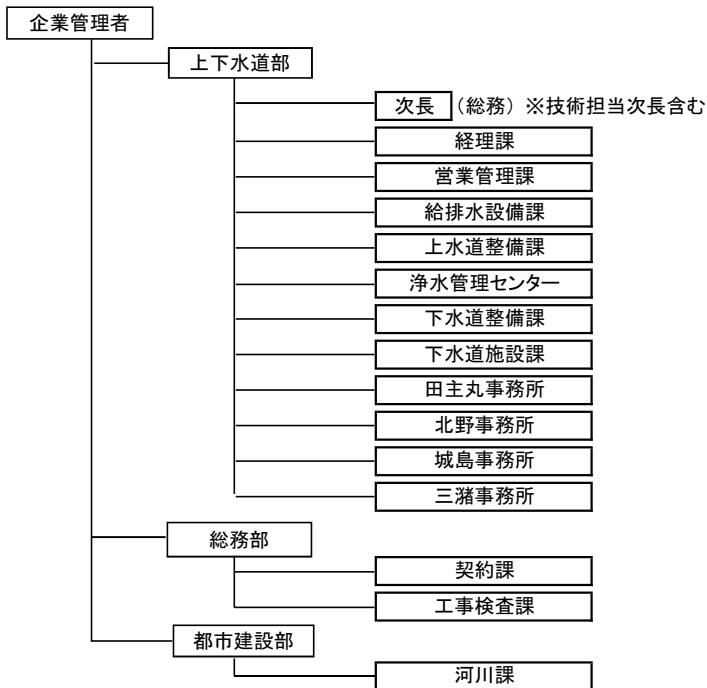 企業管理者
上下水道部
次長 (総務) ※技術担当次長含む
経理課
営業管理課
給排水設備課
上水道整備課
浄水管理センター
下水道整備課
下水道施設課
田主丸事務所
北野事務所
城島事務所
三潴事務所
総務部
契約課
工事検査課
都市建設部
河川課